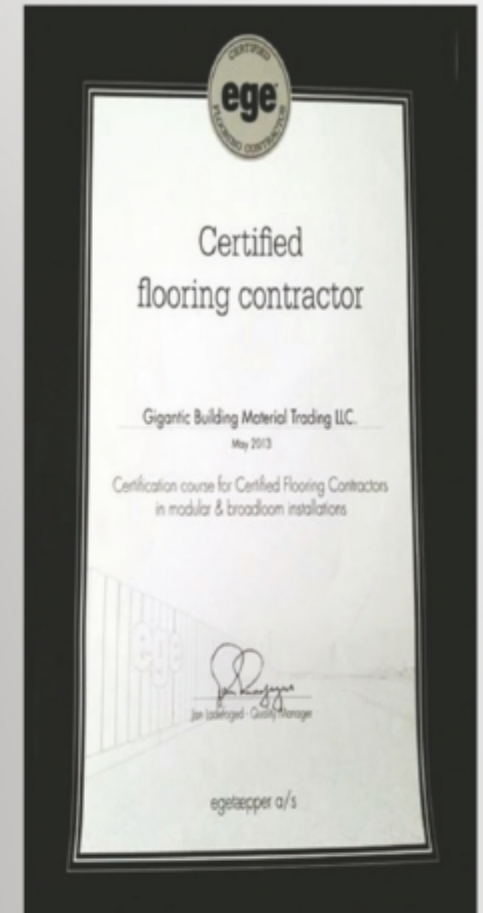 CERTIFIED
ege
FLOORING CONTRACTOR
Certified
flooring contractor
Gigantic Building Material Trading LLC.
May 2013
Certification course for Certified Flooring Contractors
in modular & broadloom installations
ege
Jan - Quality Manager
egetæpper a/s